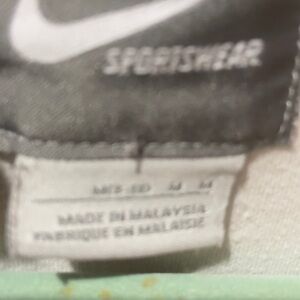 SPORTSWEAR
M M
MADE IN MALAYSIA
FABRIQUE EN MALAISIE